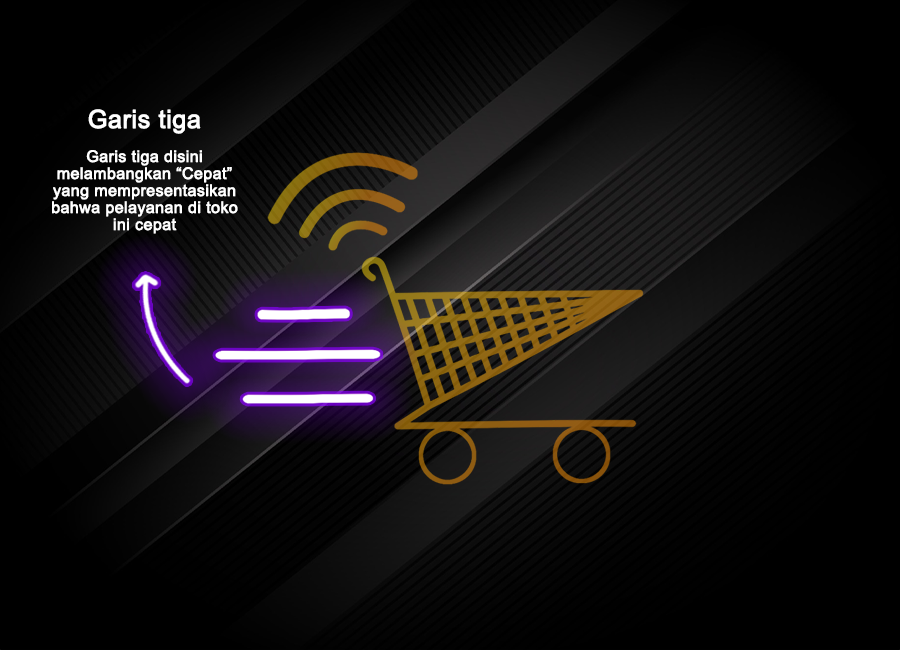 Garis tiga
Garis tiga disini
melambangkan “Cepat”
yang mempresentasikan
bahwa pelayanan di toko
ini cepat